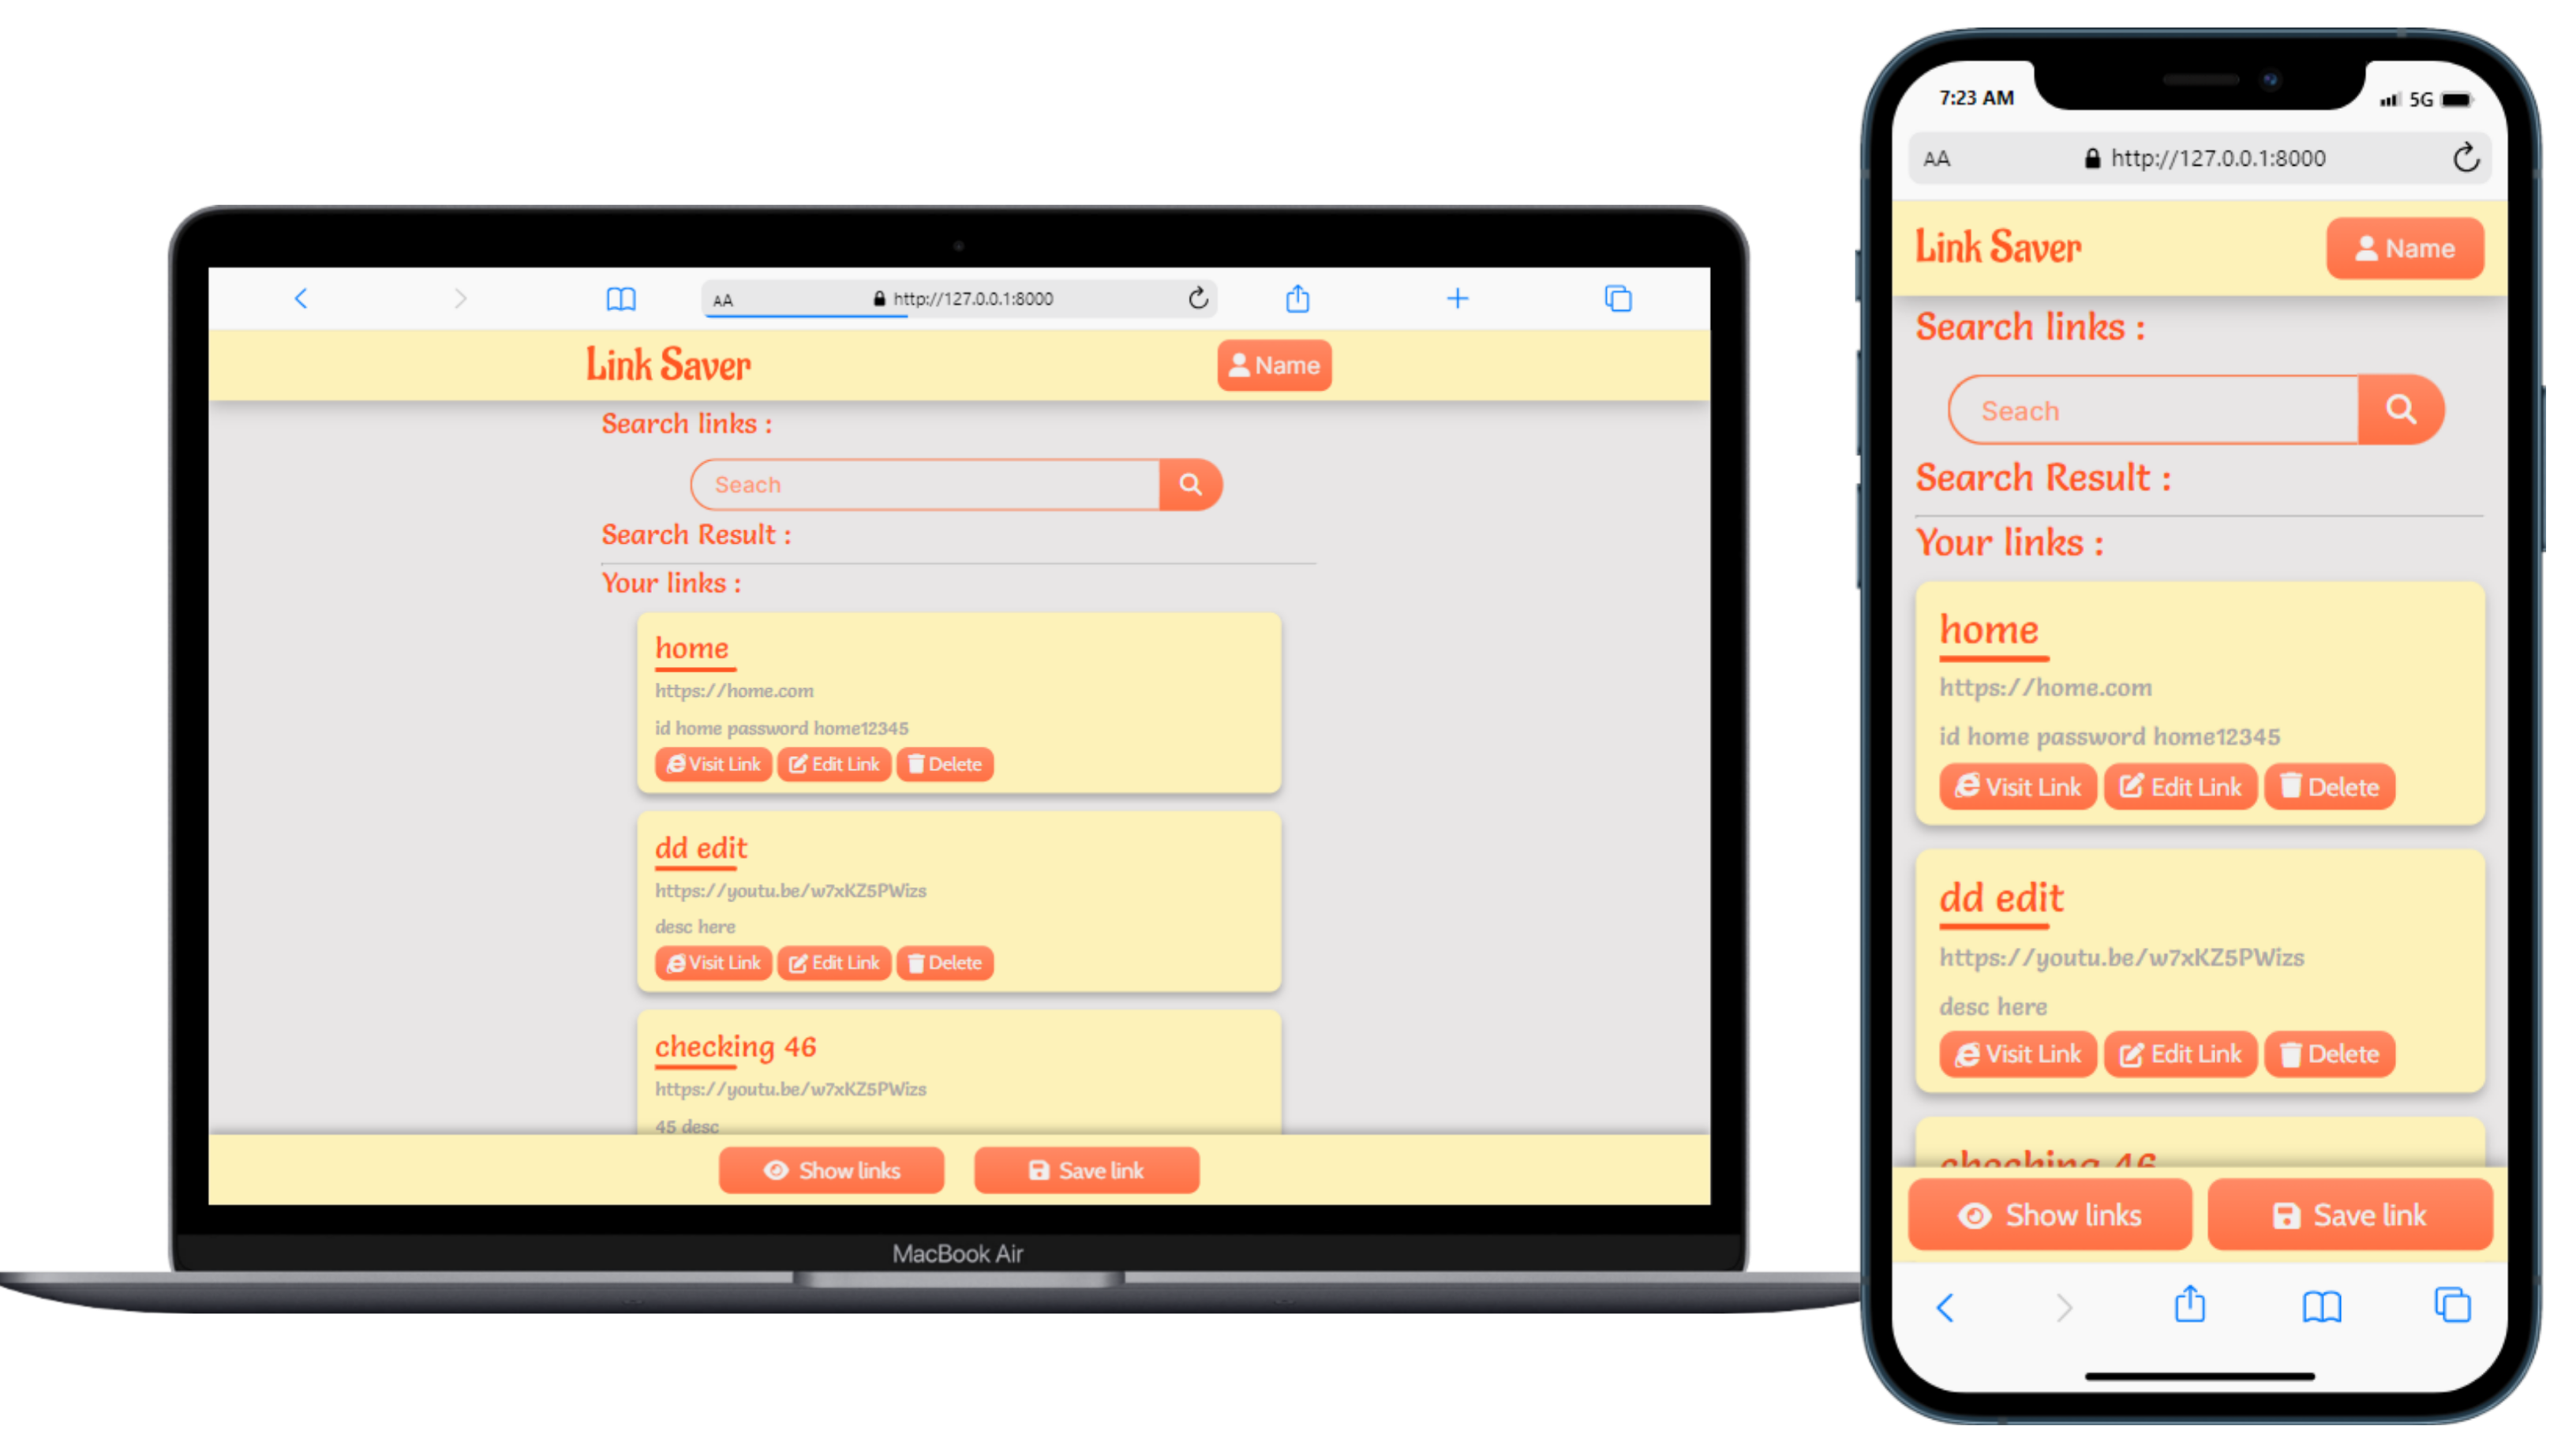 AA http://127.0.0.1:8000
Link Saver Name
Search links :
Seach
Search Result :
Your links :
home
https://home.com
id home password home12345
Visit Link Edit Link Delete
dd edit
https://youtu.be/w7xKZ5PWizs
desc here
Visit Link Edit Link Delete
checking 46
https://youtu.be/w7xKZ5PWizs
45 desc
Show links Save link
MacBook Air
7:23 AM 5G
AA http://127.0.0.1:8000
Link Saver Name
Search links :
Seach
Search Result :
Your links :
home
https://home.com
id home password home12345
Visit Link Edit Link Delete
dd edit
https://youtu.be/w7xKZ5PWizs
desc here
Visit Link Edit Link Delete
checking 46
Show links Save link